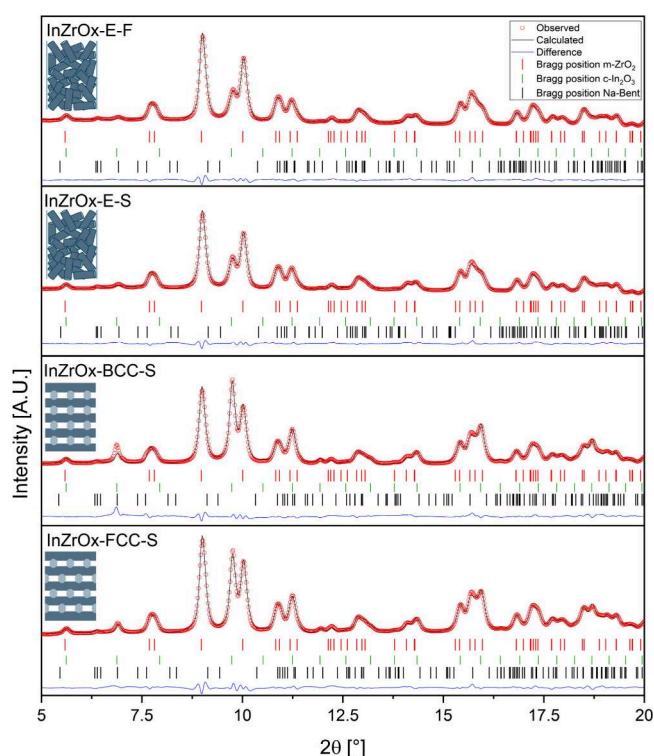 InZrOx-E-F
Observed
Calculated
Difference
Bragg position m-ZrO₂
Bragg position c-In₂O₃
Bragg position Na-Bent
InZrOx-E-S
InZrOx-BCC-S
InZrOx-FCC-S
Intensity [A.U.]
5 7.5 10 12.5 15 17.5 20
2θ [°]